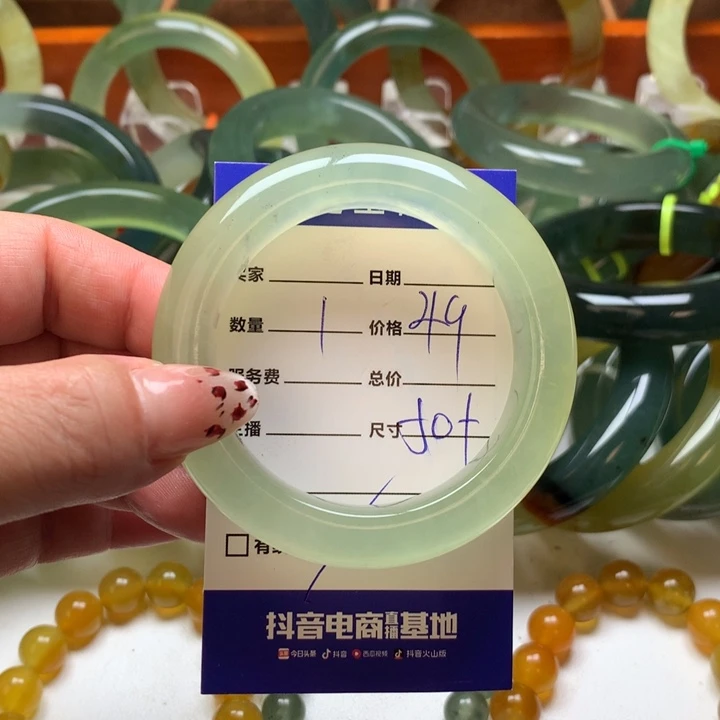 家 日期
数量 1 价格 49
服务费 总价
播 尺寸 50+
有
抖音电商直播基地
今日头条 抖音 西瓜视频 抖音火山版